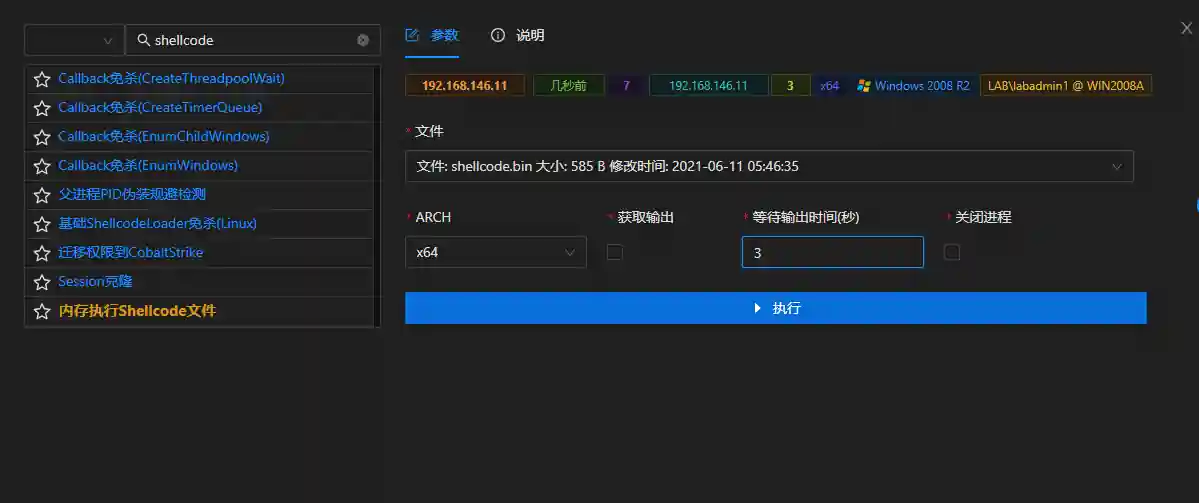 shellcode
Callback免杀(CreateThreadpoolWait)
Callback免杀(CreateTimerQueue)
Callback免杀(EnumChildWindows)
Callback免杀(EnumWindows)
父进程PID伪装规避检测
基础ShellcodeLoader免杀(Linux)
迁移权限到CobaltStrike
Session克隆
内存执行Shellcode文件
参数 说明
192.168.146.11 几秒前 7 192.168.146.11 3 x64 Windows 2008 R2 LAB\labadmin1 @ WIN2008A
* 文件
文件: shellcode.bin 大小: 585 B 修改时间: 2021-06-11 05:46:35
* ARCH * 获取输出 * 等待输出时间(秒) * 关闭进程
x64 3
执行